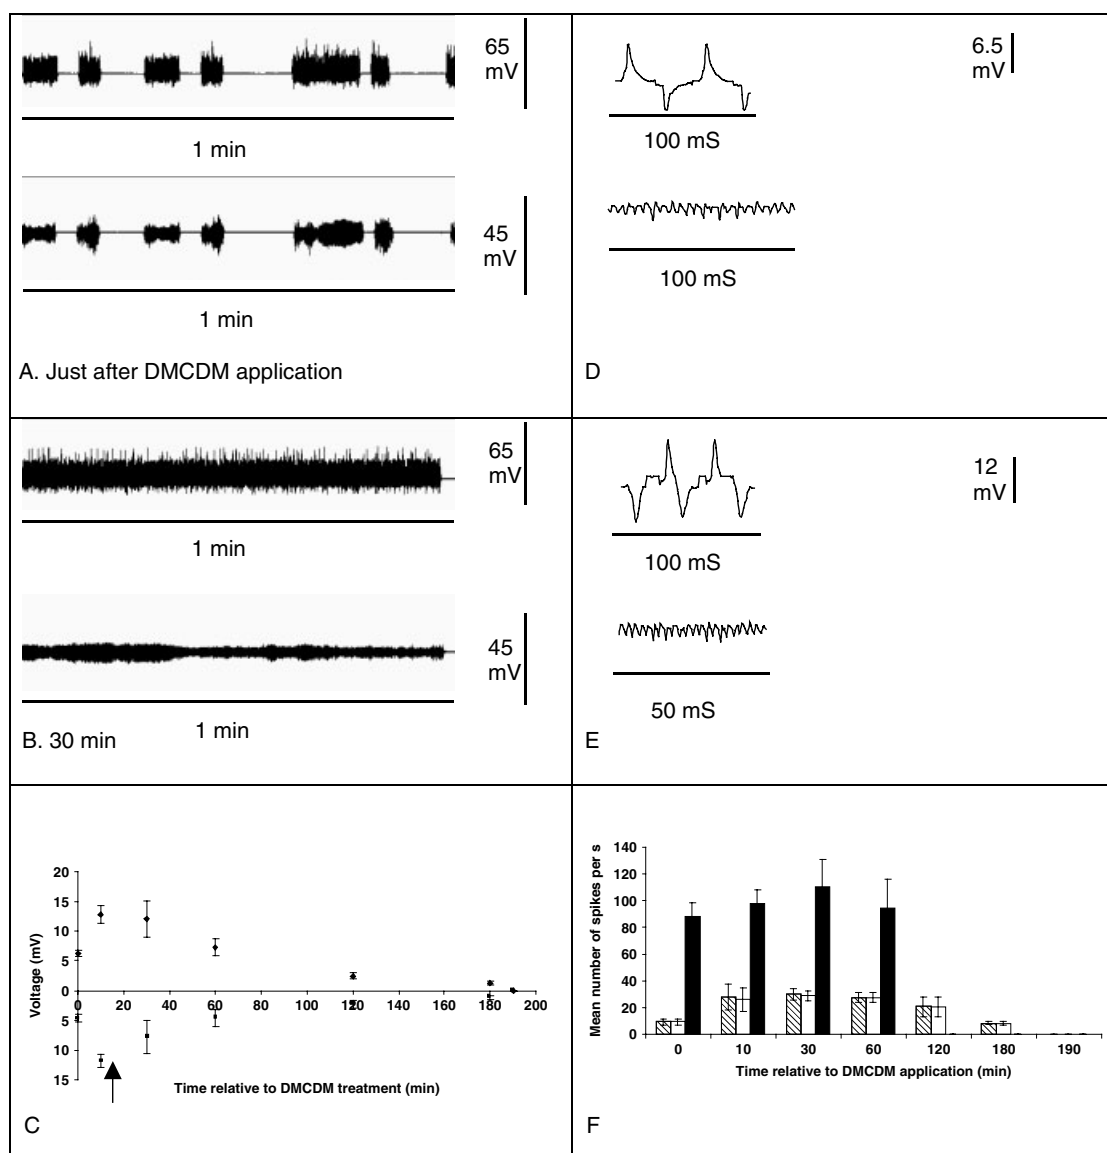 65
mV
1 min
45
mV
1 min
A. Just after DMCDM application
6.5
mV
100 mS
100 mS
D
65
mV
1 min
45
mV
1 min
B. 30 min
12
mV
100 mS
50 mS
E
20
15
10
5
0
5
10
15
Voltage (mV)
0 20 40 60 80 100 120 140 160 180 200
Time relative to DMCDM treatment (min)
C
140
120
100
80
60
40
20
0
Mean number of spikes per s
0 10 30 60 120 180 190
Time relative to DMCDM application (min)
F